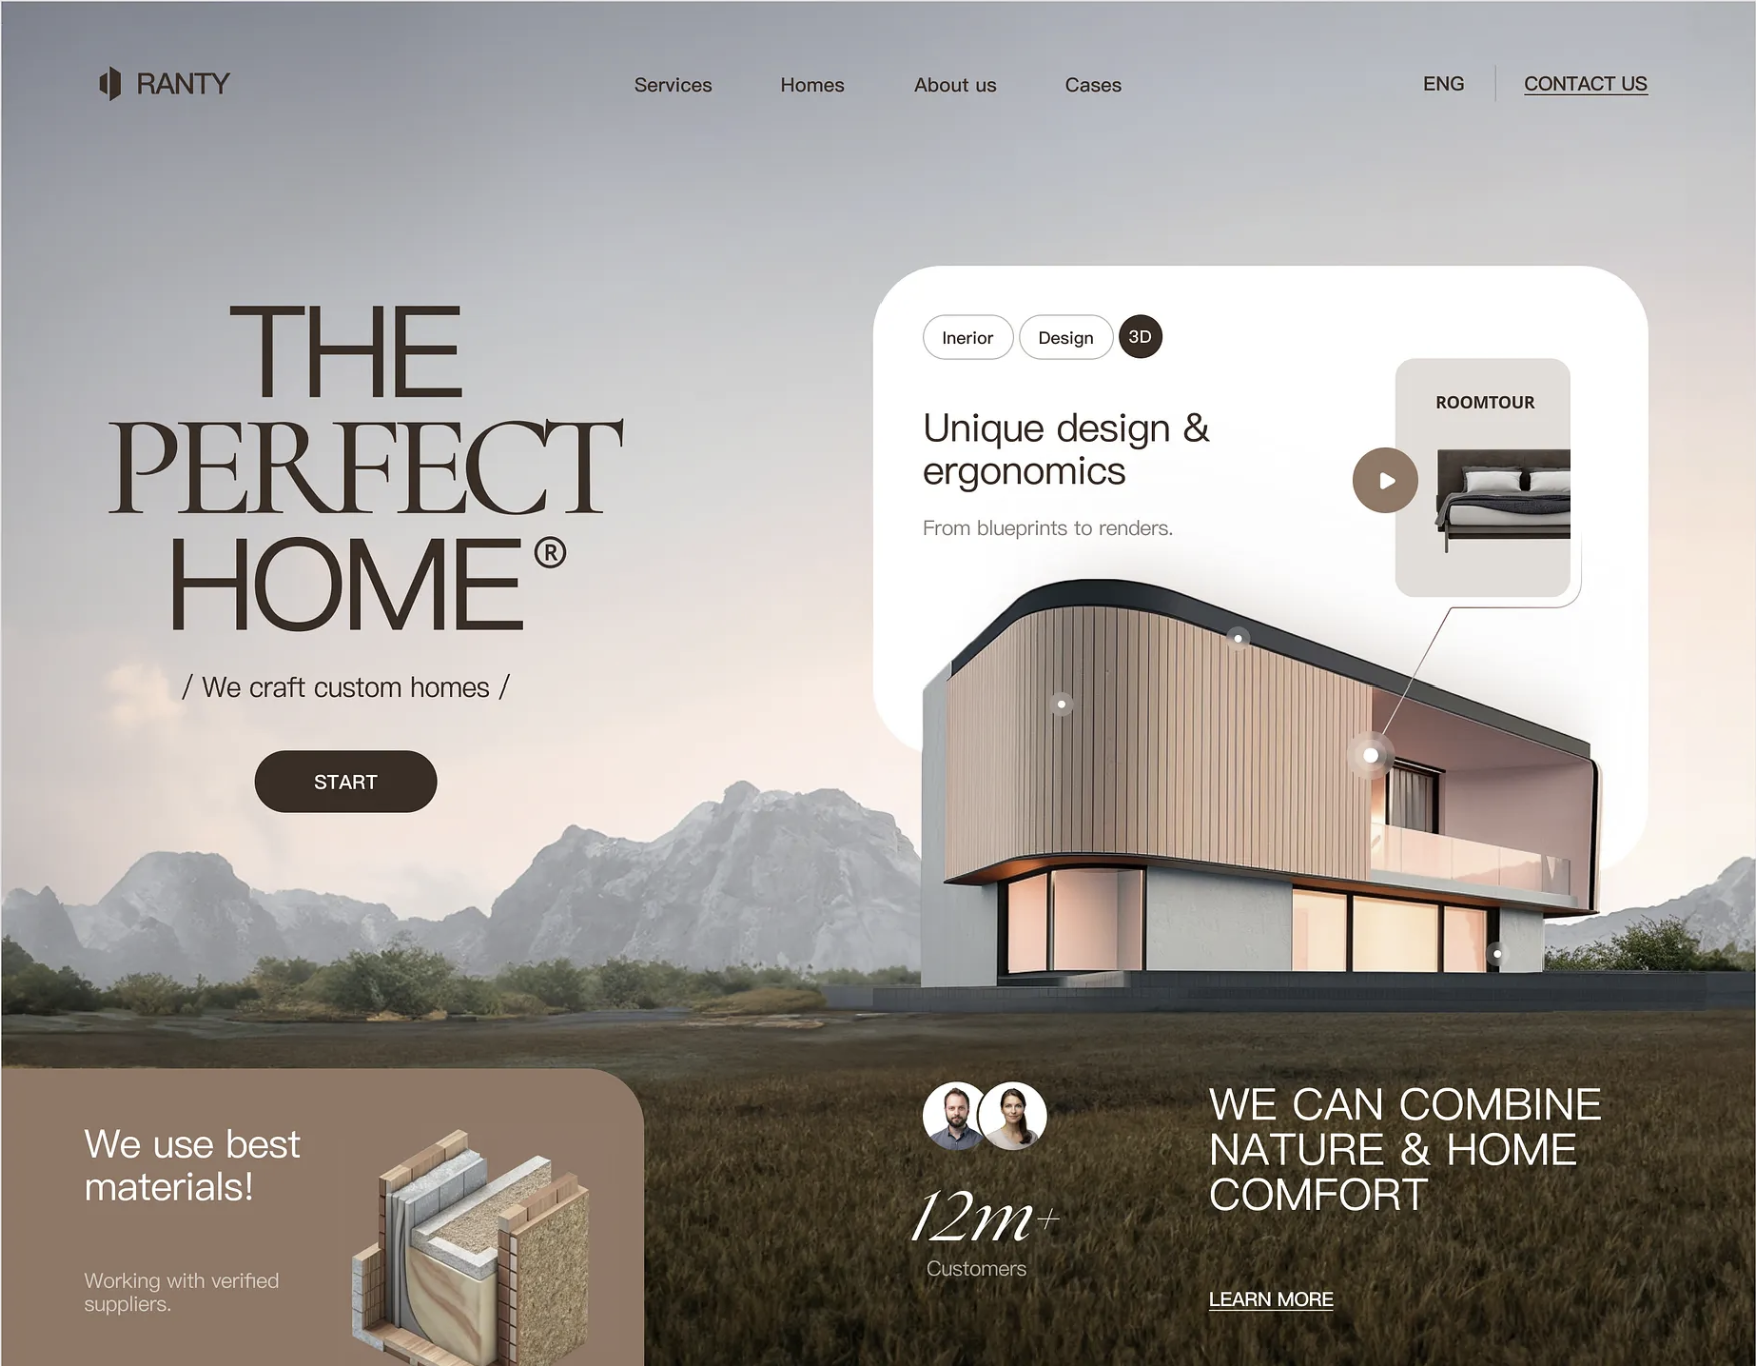 RANTY
Services
Homes
About us
Cases
ENG
CONTACT US
THE
PERFECT
HOME®
/ We craft custom homes /
START
Inerior
Design
3D
Unique design &
ergonomics
From blueprints to renders.
ROOMTOUR
We use best
materials!
Working with verified
suppliers.
12m+
Customers
WE CAN COMBINE
NATURE & HOME
COMFORT
LEARN MORE